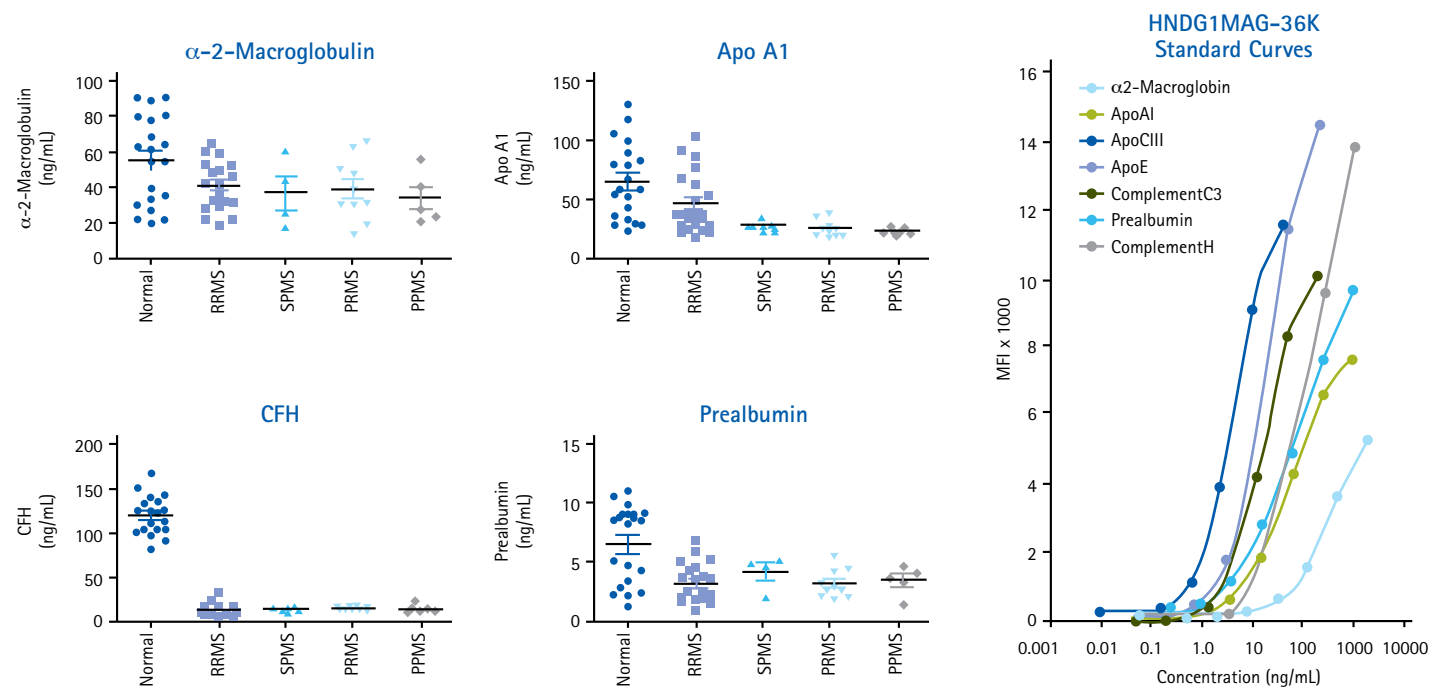 α-2-Macroglobulin
α-2-Macroglobulin
(ng/mL)
100
80
60
40
20
0
Normal
RRMS
SPMS
PRMS
PPMS
Apo A1
Apo A1
(ng/mL)
150
100
50
0
Normal
RRMS
SPMS
PRMS
PPMS
CFH
CFH
(ng/mL)
200
150
100
50
0
Normal
RRMS
SPMS
PRMS
PPMS
Prealbumin
Prealbumin
(ng/mL)
15
10
5
0
Normal
RRMS
SPMS
PRMS
PPMS
HNDG1MAG-36K
Standard Curves
α2-Macroglobin
ApoAI
ApoCIII
ApoE
ComplementC3
Prealbumin
ComplementH
MFI x 1000
16
14
12
10
8
6
4
2
0
0.001 0.01 0.1 1.0 10 100 1000 10000
Concentration (ng/mL)